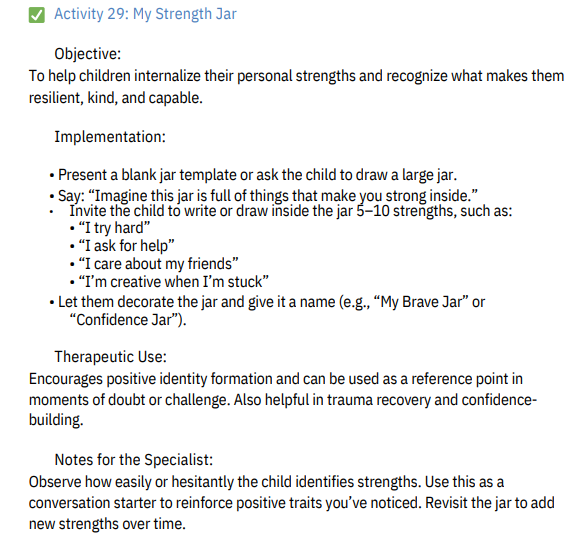 ✅ Activity 29: My Strength Jar
Objective:
To help children internalize their personal strengths and recognize what makes them
resilient, kind, and capable.
Implementation:
• Present a blank jar template or ask the child to draw a large jar.
• Say: “Imagine this jar is full of things that make you strong inside.”
• Invite the child to write or draw inside the jar 5–10 strengths, such as:
• “I try hard”
• “I ask for help”
• “I care about my friends”
• “I’m creative when I’m stuck”
• Let them decorate the jar and give it a name (e.g., “My Brave Jar” or
“Confidence Jar”).
Therapeutic Use:
Encourages positive identity formation and can be used as a reference point in
moments of doubt or challenge. Also helpful in trauma recovery and confidence-
building.
Notes for the Specialist:
Observe how easily or hesitantly the child identifies strengths. Use this as a
conversation starter to reinforce positive traits you’ve noticed. Revisit the jar to add
new strengths over time.